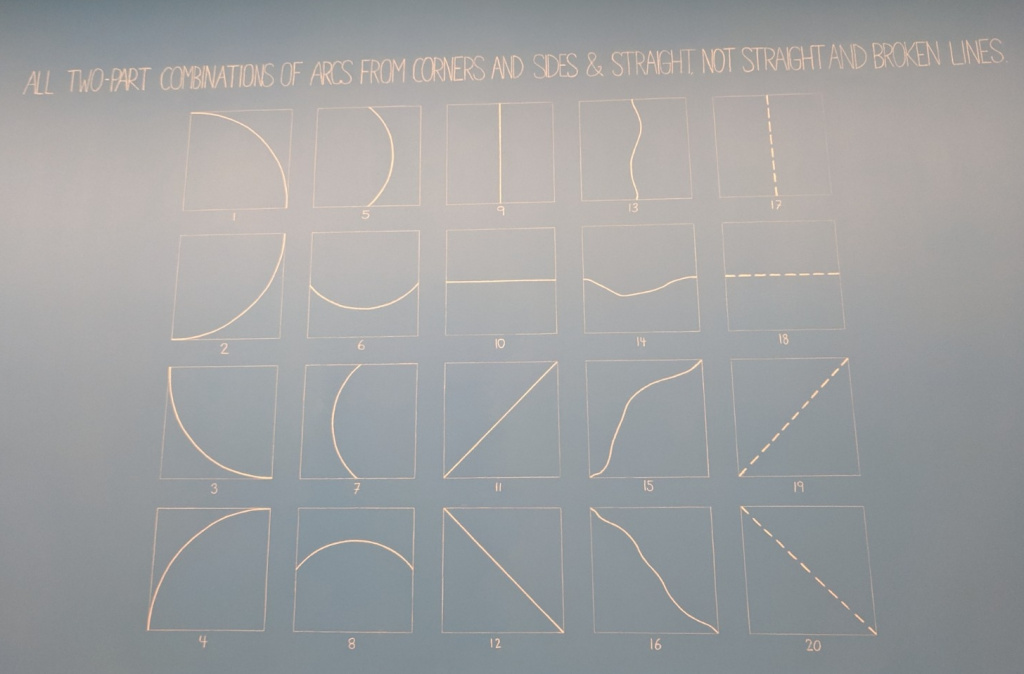 ALL TWO-PART COMBINATIONS OF ARCS FROM CORNERS AND SIDES & STRAIGHT, NOT STRAIGHT AND BROKEN LINES.
1 5 9 13 17
2 6 10 14 18
3 7 11 15 19
4 8 12 16 20